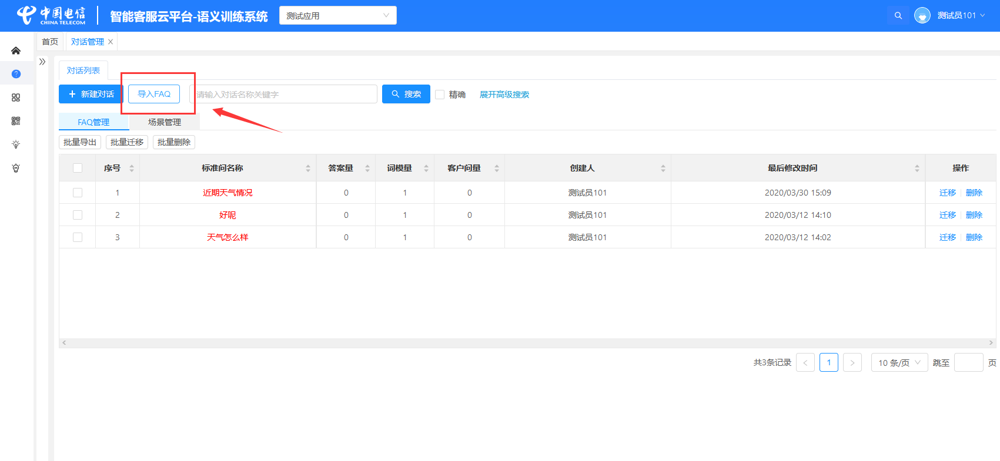 中国电信
CHINA TELECOM
智能客服云平台-语义训练系统
测试应用
测试员101
首页
对话管理
对话列表
新建对话
导入FAQ
请输入对话名称关键字
搜索
精确
展开高级搜索
FAQ管理
场景管理
批量导出
批量迁移
批量删除
序号 标准问名称 答案量 词模量 客户问量 创建人 最后修改时间 操作
1 近期天气情况 0 1 0 测试员101 2020/03/30 15:09 迁移 删除
2 好呢 0 1 0 测试员101 2020/03/12 14:10 迁移 删除
3 天气怎么样 0 1 0 测试员101 2020/03/12 14:02 迁移 删除
共3条记录 < 1 > 10 条/页 跳至 页